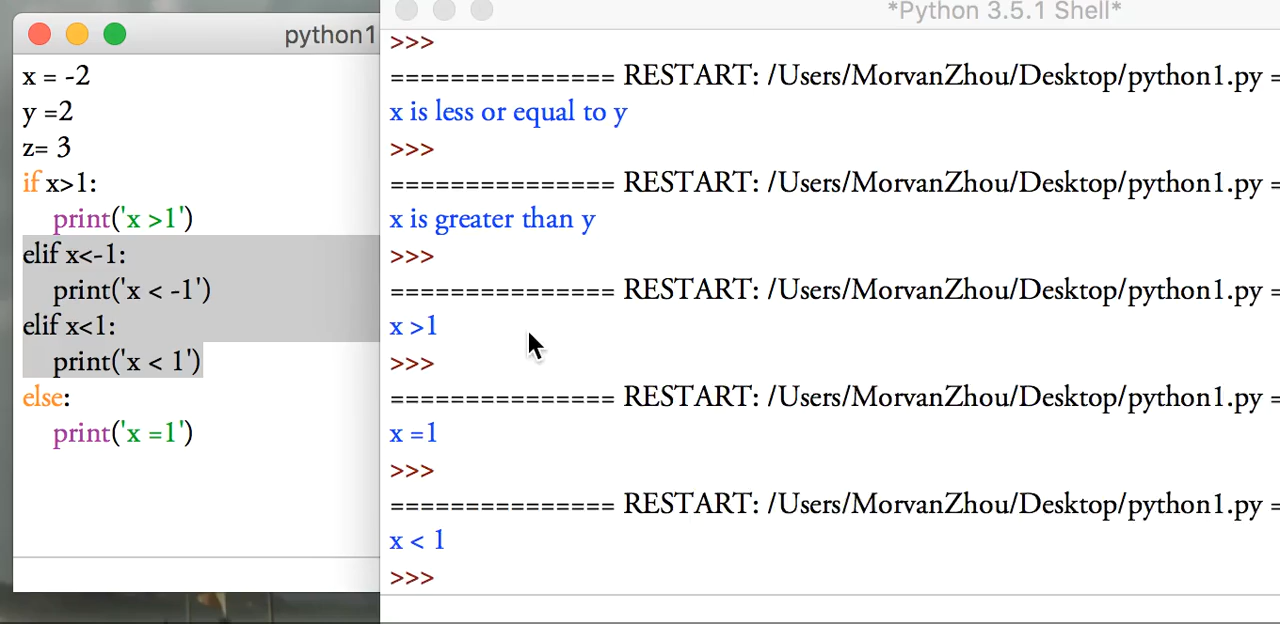 python1
x = -2
y =2
z= 3
if x>1:
print('x >1')
elif x<-1:
print('x < -1')
elif x<1:
print('x < 1')
else:
print('x =1')
*Python 3.5.1 Shell*
>>>
=============== RESTART: /Users/MorvanZhou/Desktop/python1.py =
x is less or equal to y
>>>
=============== RESTART: /Users/MorvanZhou/Desktop/python1.py =
x is greater than y
>>>
=============== RESTART: /Users/MorvanZhou/Desktop/python1.py =
x >1
>>>
=============== RESTART: /Users/MorvanZhou/Desktop/python1.py =
x =1
>>>
=============== RESTART: /Users/MorvanZhou/Desktop/python1.py =
x < 1
>>>